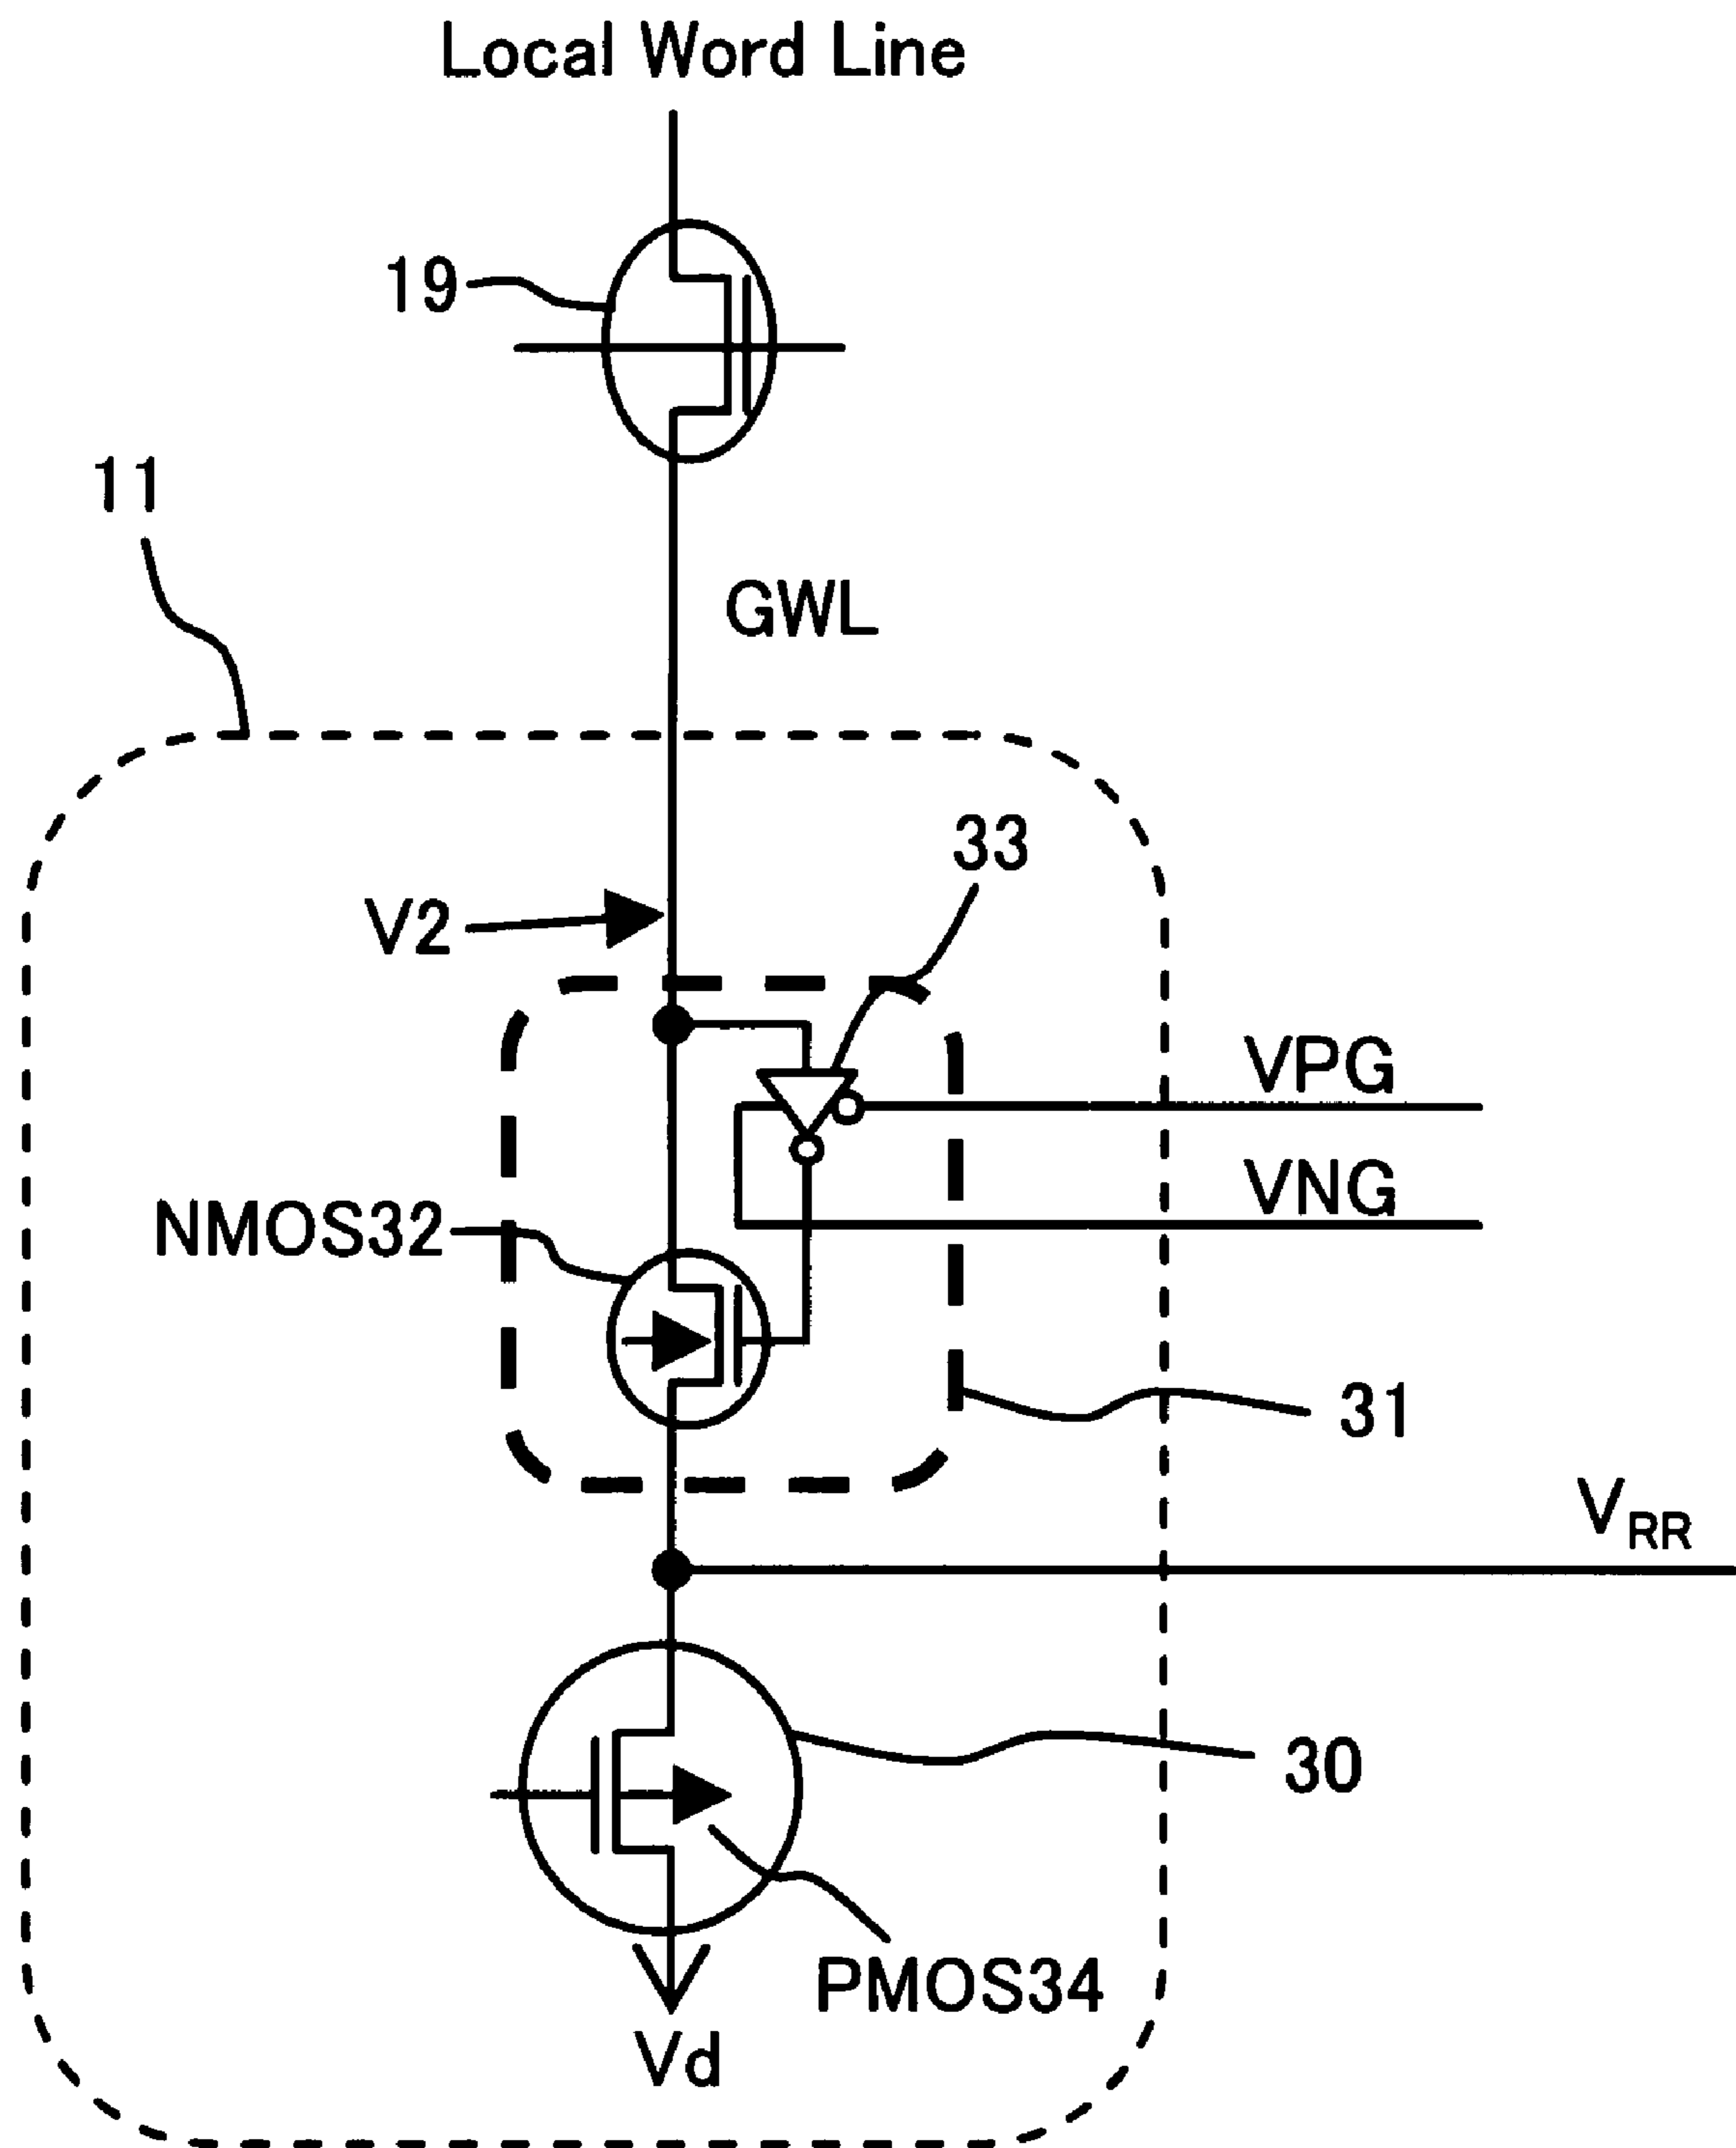 Local Word Line
19
11
GWL
33
V2
VPG
VNG
NMOS32
31
VRR
30
PMOS34
Vd